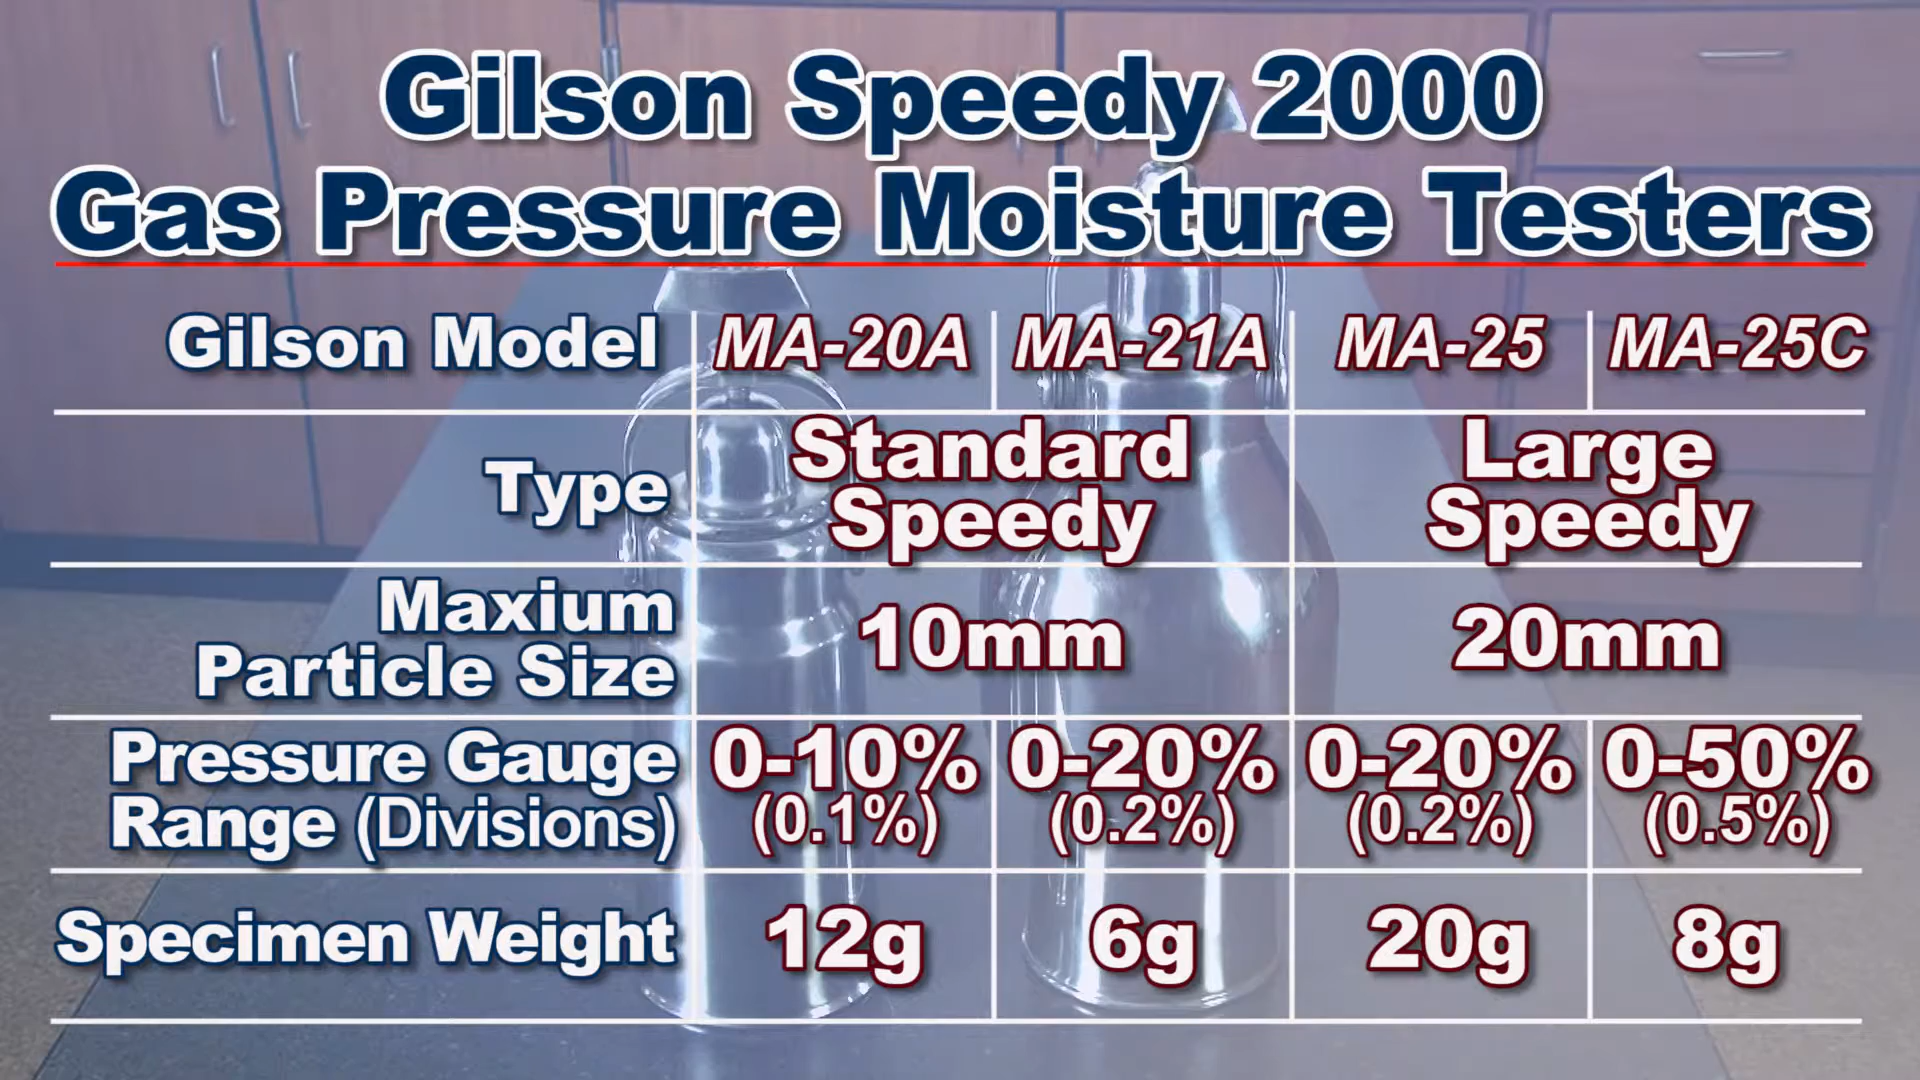 Gilson Speedy 2000
Gas Pressure Moisture Testers
Gilson Model MA-20A MA-21A MA-25 MA-25C
Type Standard Speedy Large Speedy
Maxium Particle Size 10mm 20mm
Pressure Gauge Range (Divisions) 0-10% (0.1%) 0-20% (0.2%) 0-20% (0.2%) 0-50% (0.5%)
Specimen Weight 12g 6g 20g 8g